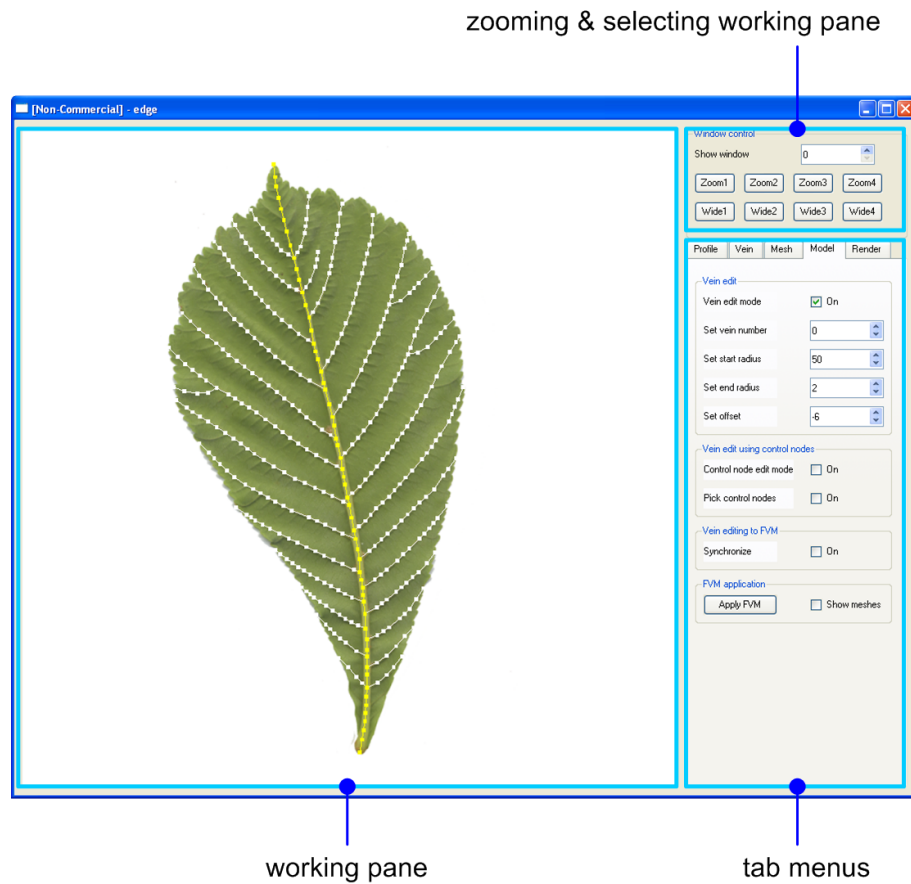 zooming & selecting working pane
[Non-Commercial] - edge
Window control
Show window 0
Zoom1 Zoom2 Zoom3 Zoom4
Wide1 Wide2 Wide3 Wide4
Profile Vein Mesh Model Render
Vein edit
Vein edit mode On
Set vein number 0
Set start radius 50
Set end radius 2
Set offset -6
Vein edit using control nodes
Control node edit mode On
Pick control nodes On
Vein editing to FVM
Synchronize On
FVM application
Apply FVM Show meshes
working pane
tab menus